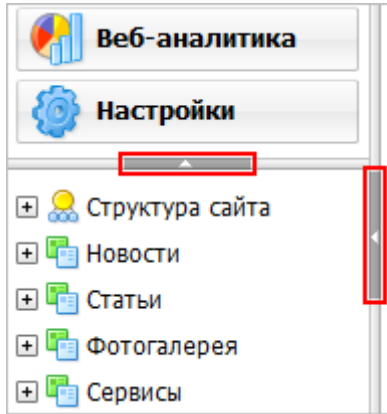 Веб-аналитика
Настройки
Структура сайта
Новости
Статьи
Фотогалерея
Сервисы